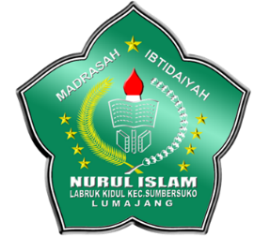 MADRASAH IBTIDAIYAH
NURUL ISLAM
LABRUK KIDUL KEC.SUMBERSUKO
LUMAJANG